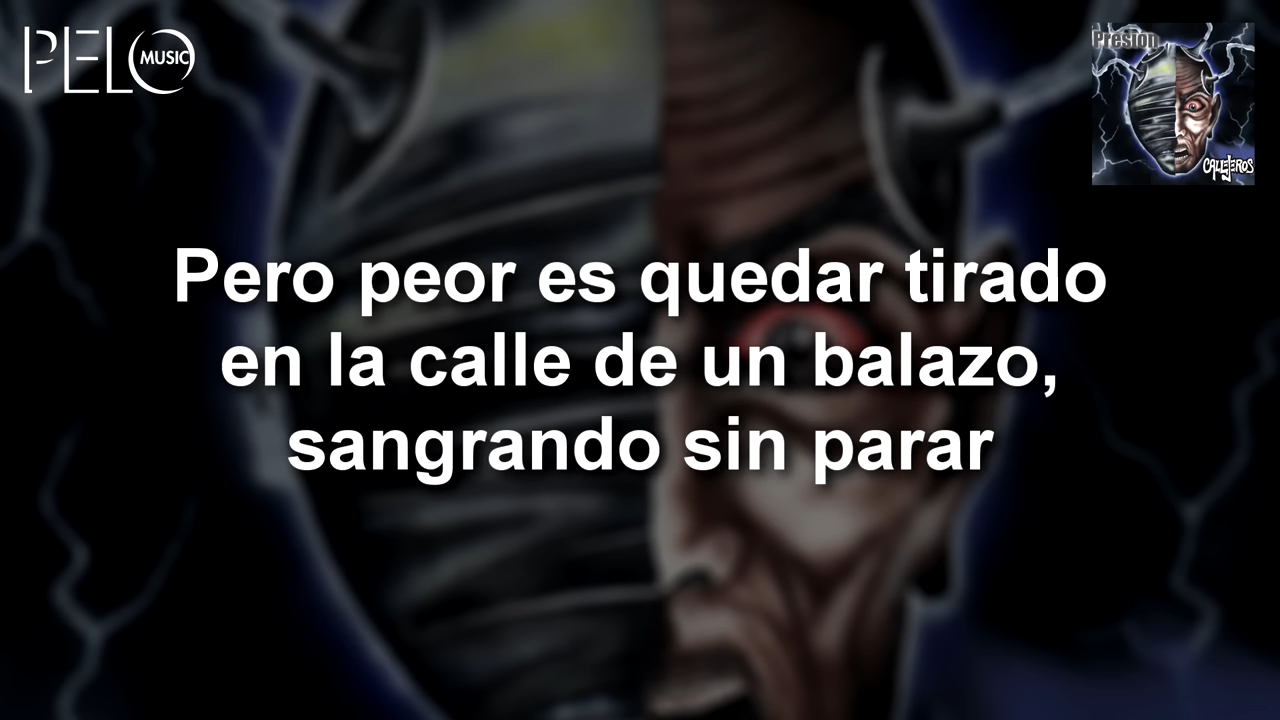 PELO MUSIC
Presión
CALLEJEROS
Pero peor es quedar tirado
en la calle de un balazo,
sangrando sin parar